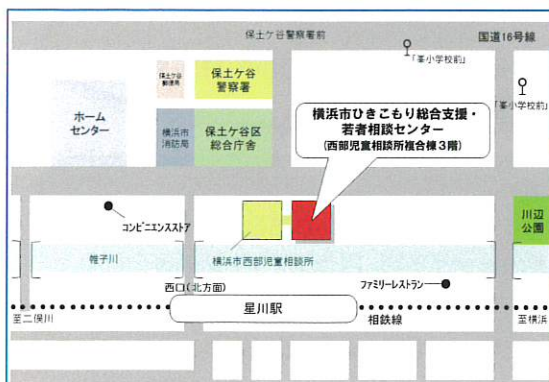 保土ケ谷警察署前
国道16号線
「峯小学校前」
「峯小学校前」
保土ケ谷
郵便局
保土ケ谷
警察署
ホーム
センター
横浜市
消防局
保土ケ谷区
総合庁舎
横浜市ひきこもり総合支援・
若者相談センター
(西部児童相談所複合棟3階)
コンビニエンスストア
川辺
公園
帷子川
横浜市西部児童相談所
西口(北方面)
ファミリーレストラン
星川駅
至二俣川
相鉄線
至横浜